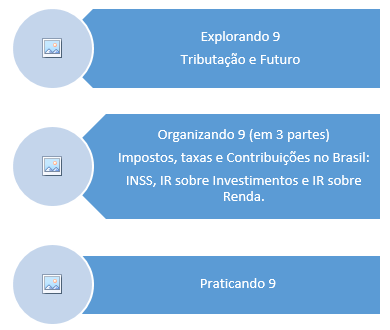 Explorando 9
Tributação e Futuro
Organizando 9 (em 3 partes)
Impostos, taxas e Contribuições no Brasil:
INSS, IR sobre Investimentos e IR sobre
Renda.
Praticando 9